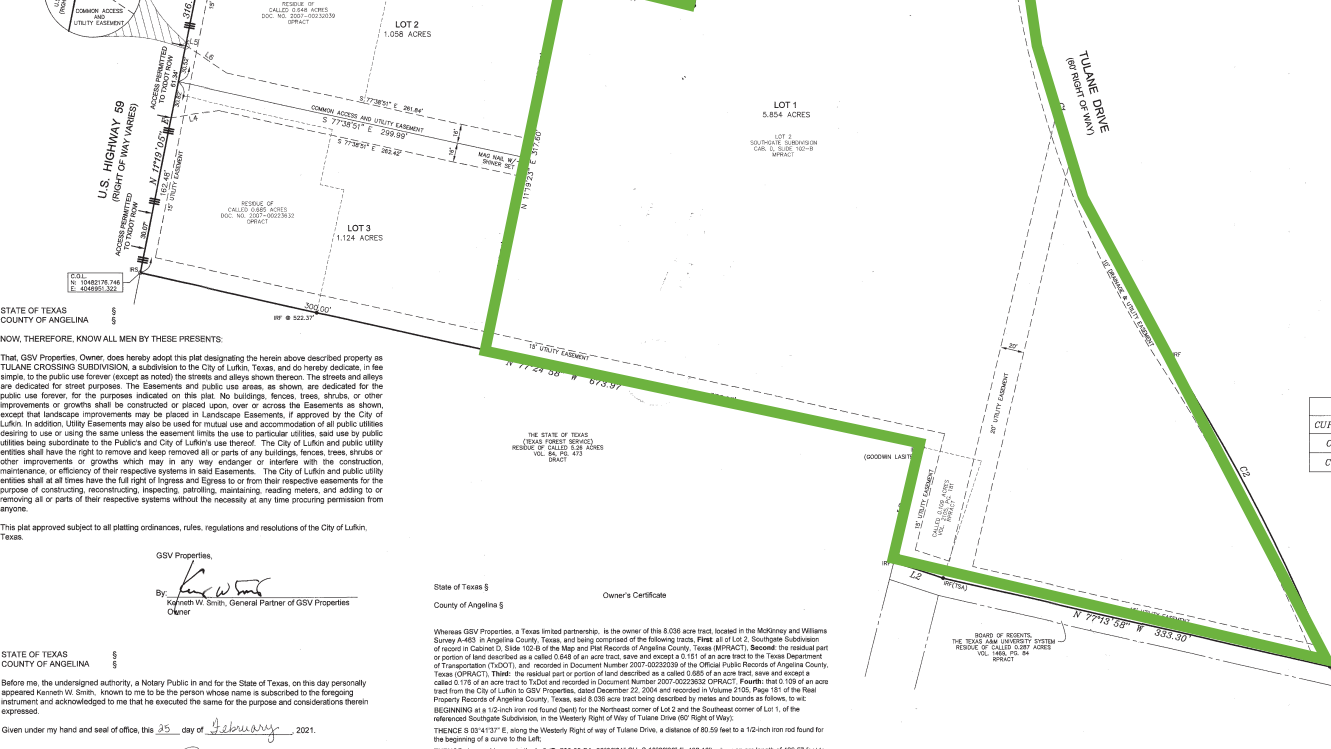 COMMON ACCESS
AND
UTILITY EASEMENT
316.
15'
RESIDUE OF
CALLED 0.648 ACRES
DOC. NO. 2007-00232039
OPRACT
LOT 2
1.058 ACRES
L5
L6
ACCESS PERMITTED
TO TXDOT ROW
61.34'
30.52'
30.82'
L4
U.S. HIGHWAY 59
(RIGHT OF WAY VARIES)
N 11°19'05" E
162.48'
15' UTILITY EASEMENT
ACCESS PERMITTED
TO TXDOT ROW
30.07'
IRS
C.O.L.
N: 10482176.746
E: 4046951.322
S 77°38'51" E 261.84'
COMMON ACCESS AND UTILITY EASEMENT
S 77°38'51" E 299.99'
S 77°38'51" E 262.42'
16'
16'
MAG NAIL W/
SHINER SET
N 11°19'23" E 317.60'
RESIDUE OF
CALLED 0.685 ACRES
DOC. NO. 2007-00223632
OPRACT
LOT 3
1.124 ACRES
300.00'
IRF @ 522.37'
LOT 1
5.854 ACRES
LOT 2
SOUTHGATE SUBDIVISION
CAB. D, SLIDE 102-B
MPRACT
TULANE DRIVE
(60' RIGHT OF WAY)
10' DRAINAGE & UTILITY EASEMENT
IRF
C2
20'
20' UTILITY EASEMENT
15' UTILITY EASEMENT
N 77°24'58" W 673.97'
THE STATE OF TEXAS
(TEXAS FOREST SERVICE)
RESIDUE OF CALLED 5.26 ACRES
VOL. 84, PG. 473
DRACT
(GOODWIN LASIT
15' UTILITY EASEMENT
CALLED 0.109 ACRES
VOL. 2105, PG. 181
RPRACT
IRF
L2
IRF(TSA)
15' UTILITY EASEMENT
N 77°13'58" W 333.30'
BOARD OF REGENTS,
THE TEXAS A&M UNIVERSITY SYSTEM
RESIDUE OF CALLED 0.287 ACRES
VOL. 1469, PG. 84
RPRACT
CUR
C
C
STATE OF TEXAS §
COUNTY OF ANGELINA §
NOW, THEREFORE, KNOW ALL MEN BY THESE PRESENTS:
That, GSV Properties, Owner, does hereby adopt this plat designating the herein above described property as
TULANE CROSSING SUBDIVISION, a subdivision to the City of Lufkin, Texas, and do hereby dedicate, in fee
simple, to the public use forever (except as noted) the streets and alleys shown thereon. The streets and alleys
are dedicated for street purposes. The Easements and public use areas, as shown, are dedicated for the
public use forever, for the purposes indicated on this plat. No buildings, fences, trees, shrubs, or other
improvements or growths shall be constructed or placed upon, over or across the Easements as shown,
except that landscape improvements may be placed in Landscape Easements, if approved by the City of
Lufkin. In addition, Utility Easements may also be used for mutual use and accommodation of all public utilities
desiring to use or using the same unless the easement limits the use to particular utilities, said use by public
utilities being subordinate to the Public's and City of Lufkin's use thereof. The City of Lufkin and public utility
entities shall have the right to remove and keep removed all or parts of any buildings, fences, trees, shrubs or
other improvements or growths which may in any way endanger or interfere with the construction,
maintenance, or efficiency of their respective systems in said Easements. The City of Lufkin and public utility
entities shall at all times have the full right of Ingress and Egress to or from their respective easements for the
purpose of constructing, reconstructing, inspecting, patrolling, maintaining, reading meters, and adding to or
removing all or parts of their respective systems without the necessity at any time procuring permission from
anyone.
This plat approved subject to all platting ordinances, rules, regulations and resolutions of the City of Lufkin,
Texas.
GSV Properties,
By:
Kenneth W. Smith, General Partner of GSV Properties
Owner
STATE OF TEXAS §
COUNTY OF ANGELINA §
Before me, the undersigned authority, a Notary Public in and for the State of Texas, on this day personally
appeared Kenneth W. Smith, known to me to be the person whose name is subscribed to the foregoing
instrument and acknowledged to me that he executed the same for the purpose and considerations therein
expressed.
Given under my hand and seal of office, this 25 day of February, 2021.
State of Texas §
Owner's Certificate
County of Angelina §
Whereas GSV Properties, a Texas limited partnership, is the owner of this 8.036 acre tract, located in the McKinney and Williams
Survey A-463 in Angelina County, Texas, and being comprised of the following tracts, First: all of Lot 2, Southgate Subdivision
of record in Cabinet D, Slide 102-B of the Map and Plat Records of Angelina County, Texas (MPRACT), Second: the residual part
or portion of land described as a called 0.648 of an acre tract, save and except a 0.151 of an acre tract to the Texas Department
of Transportation (TxDOT), and recorded in Document Number 2007-00232039 of the Official Public Records of Angelina County,
Texas (OPRACT), Third: the residual part or portion of land described as a called 0.685 of an acre tract, save and except a
called 0.176 of an acre tract to TxDot and recorded in Document Number 2007-00223632 OPRACT, Fourth: that 0.109 of an acre
tract from the City of Lufkin to GSV Properties, dated December 22, 2004 and recorded in Volume 2105, Page 181 of the Real
Property Records of Angelina County, Texas, said 8.036 acre tract being described by metes and bounds as follows, to wit:
BEGINNING at a 1/2-inch iron rod found (bent) for the Northeast corner of Lot 2 and the Southeast corner of Lot 1, of the
referenced Southgate Subdivision, in the Westerly Right of Way of Tulane Drive (60' Right of Way);
THENCE S 03°41'37" E, along the Westerly Right of way of Tulane Drive, a distance of 80.59 feet to a 1/2-inch iron rod found for
the beginning of a curve to the Left;